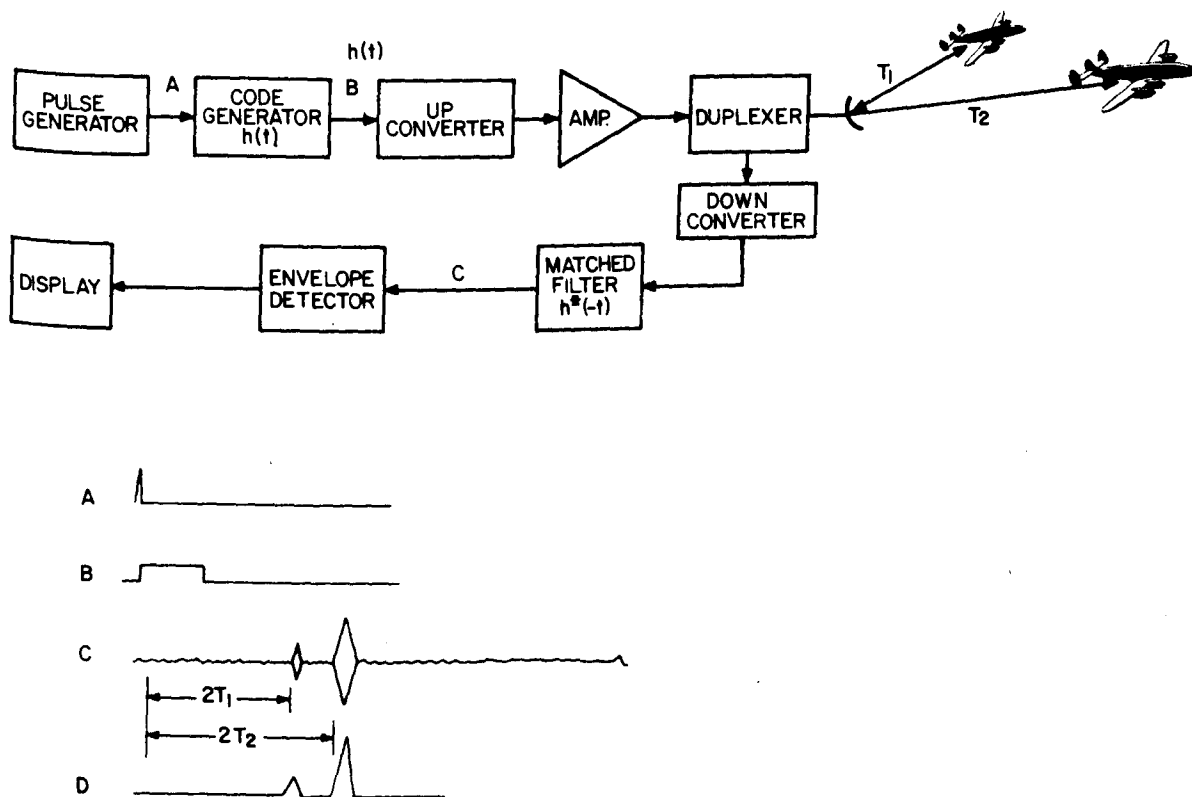 h(t)
A
B
PULSE
GENERATOR
CODE
GENERATOR
h(t)
UP
CONVERTER
AMP.
DUPLEXER
T1
T2
DOWN
CONVERTER
DISPLAY
ENVELOPE
DETECTOR
C
MATCHED
FILTER
h*(-t)
A
B
C
2T1
2T2
D